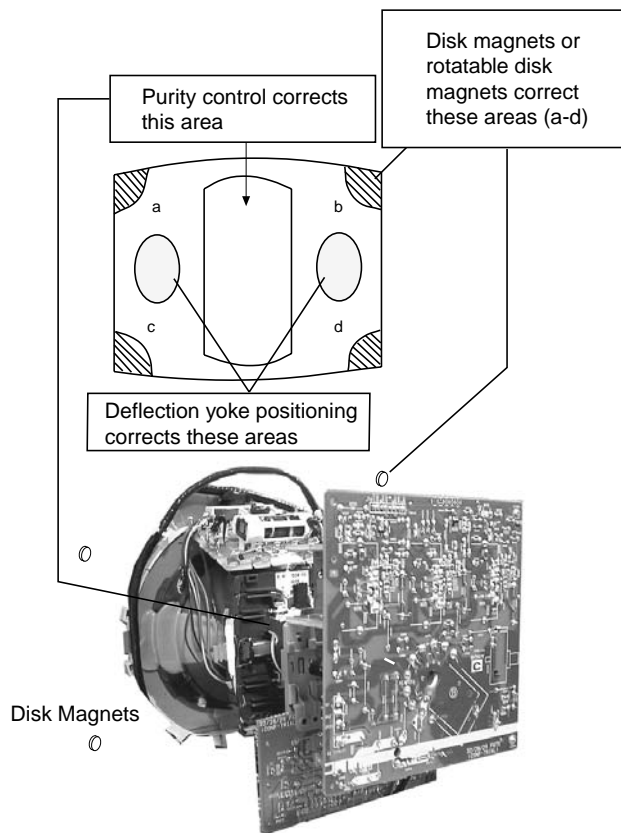 Disk magnets or
rotatable disk
magnets correct
these areas (a-d)
Purity control corrects
this area
a
b
c
d
Deflection yoke positioning
corrects these areas
Disk Magnets
C